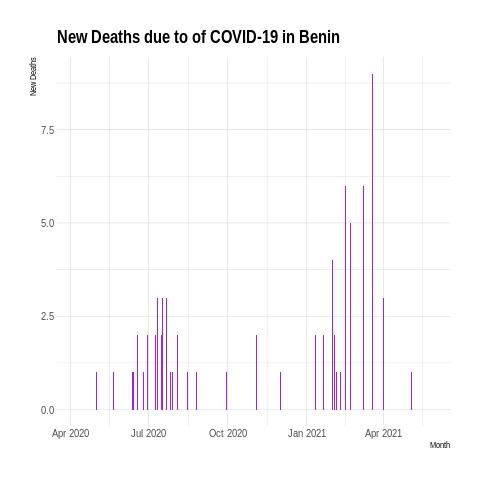 New Deaths due to of COVID-19 in Benin
New Deaths
7.5
5.0
2.5
0.0
Apr 2020 Jul 2020 Oct 2020 Jan 2021 Apr 2021
Month